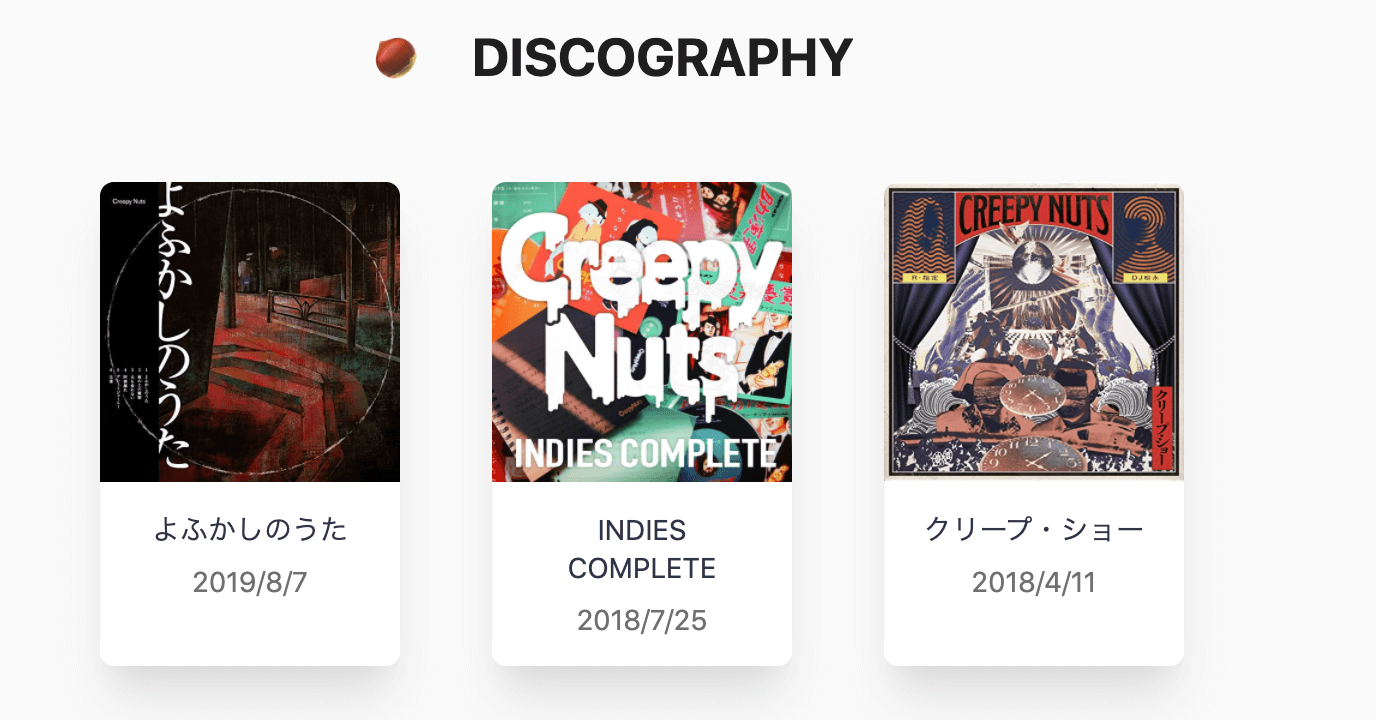 DISCOGRAPHY
Creepy Nuts
よふかしのうた
Creepy
Nuts
INDIES COMPLETE
CREEPY NUTS
R-指定
DJ松永
クリープ・ショー
よふかしのうた
2019/8/7
INDIES
COMPLETE
2018/7/25
クリープ・ショー
2018/4/11